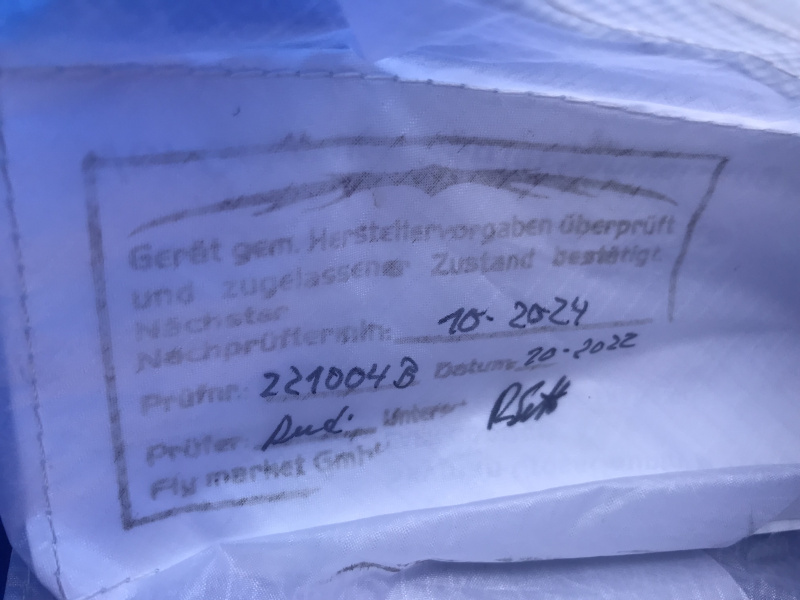 Gerät gem. Herstellervorgaben überprüft
und zugelassener Zustand bestätigt.
Nächster
Nachprüftermin: 10-2024
Prüfnr. 221004B Datum: 10-2022
Prüfer: Unterschr.
Fly market GmbH